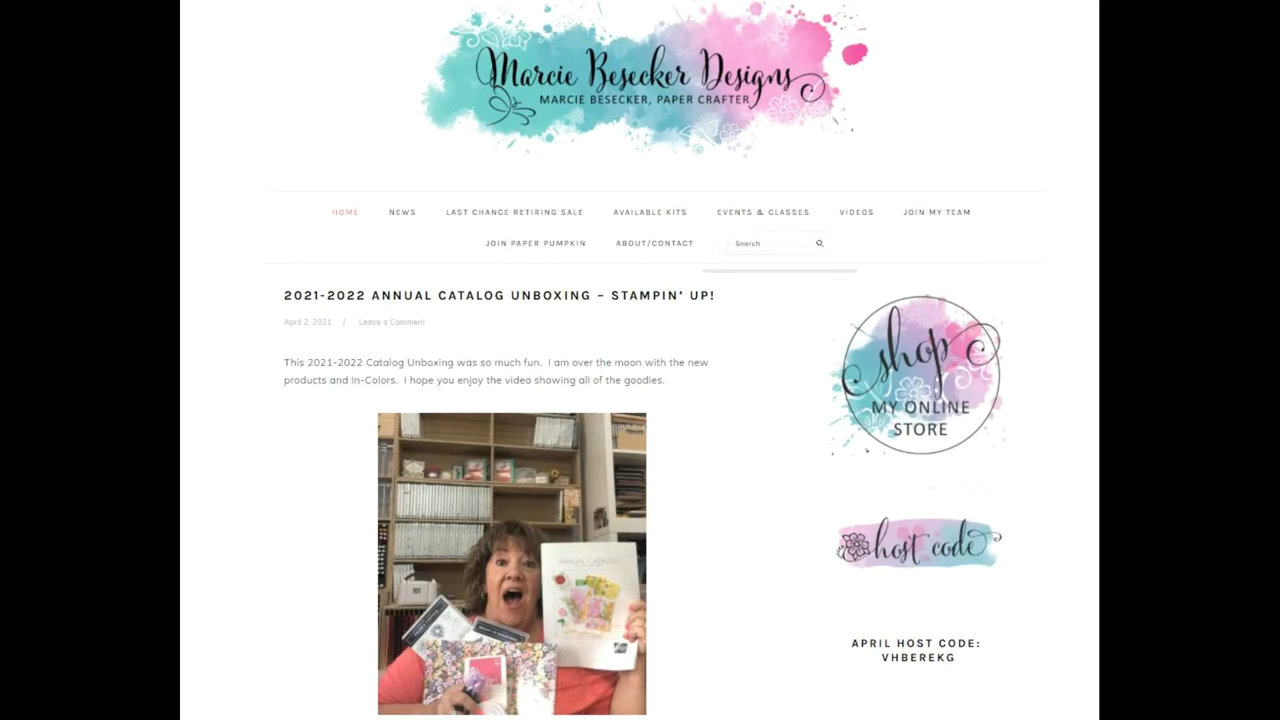 Marcie Besecker Designs
MARCIE BESECKER, PAPER CRAFTER
HOME NEWS LAST CHANCE RETIRING SALE AVAILABLE KITS EVENTS & CLASSES VIDEOS JOIN MY TEAM
JOIN PAPER PUMPKIN ABOUT/CONTACT Search
2021-2022 ANNUAL CATALOG UNBOXING – STAMPIN' UP!
April 2, 2021 / Leave a Comment
This 2021-2022 Catalog Unboxing was so much fun. I am over the moon with the new
products and In-Colors. I hope you enjoy the video showing all of the goodies.
ANNUAL CATALOG
shop
MY ONLINE
STORE
host code
APRIL HOST CODE:
VHBEREKG